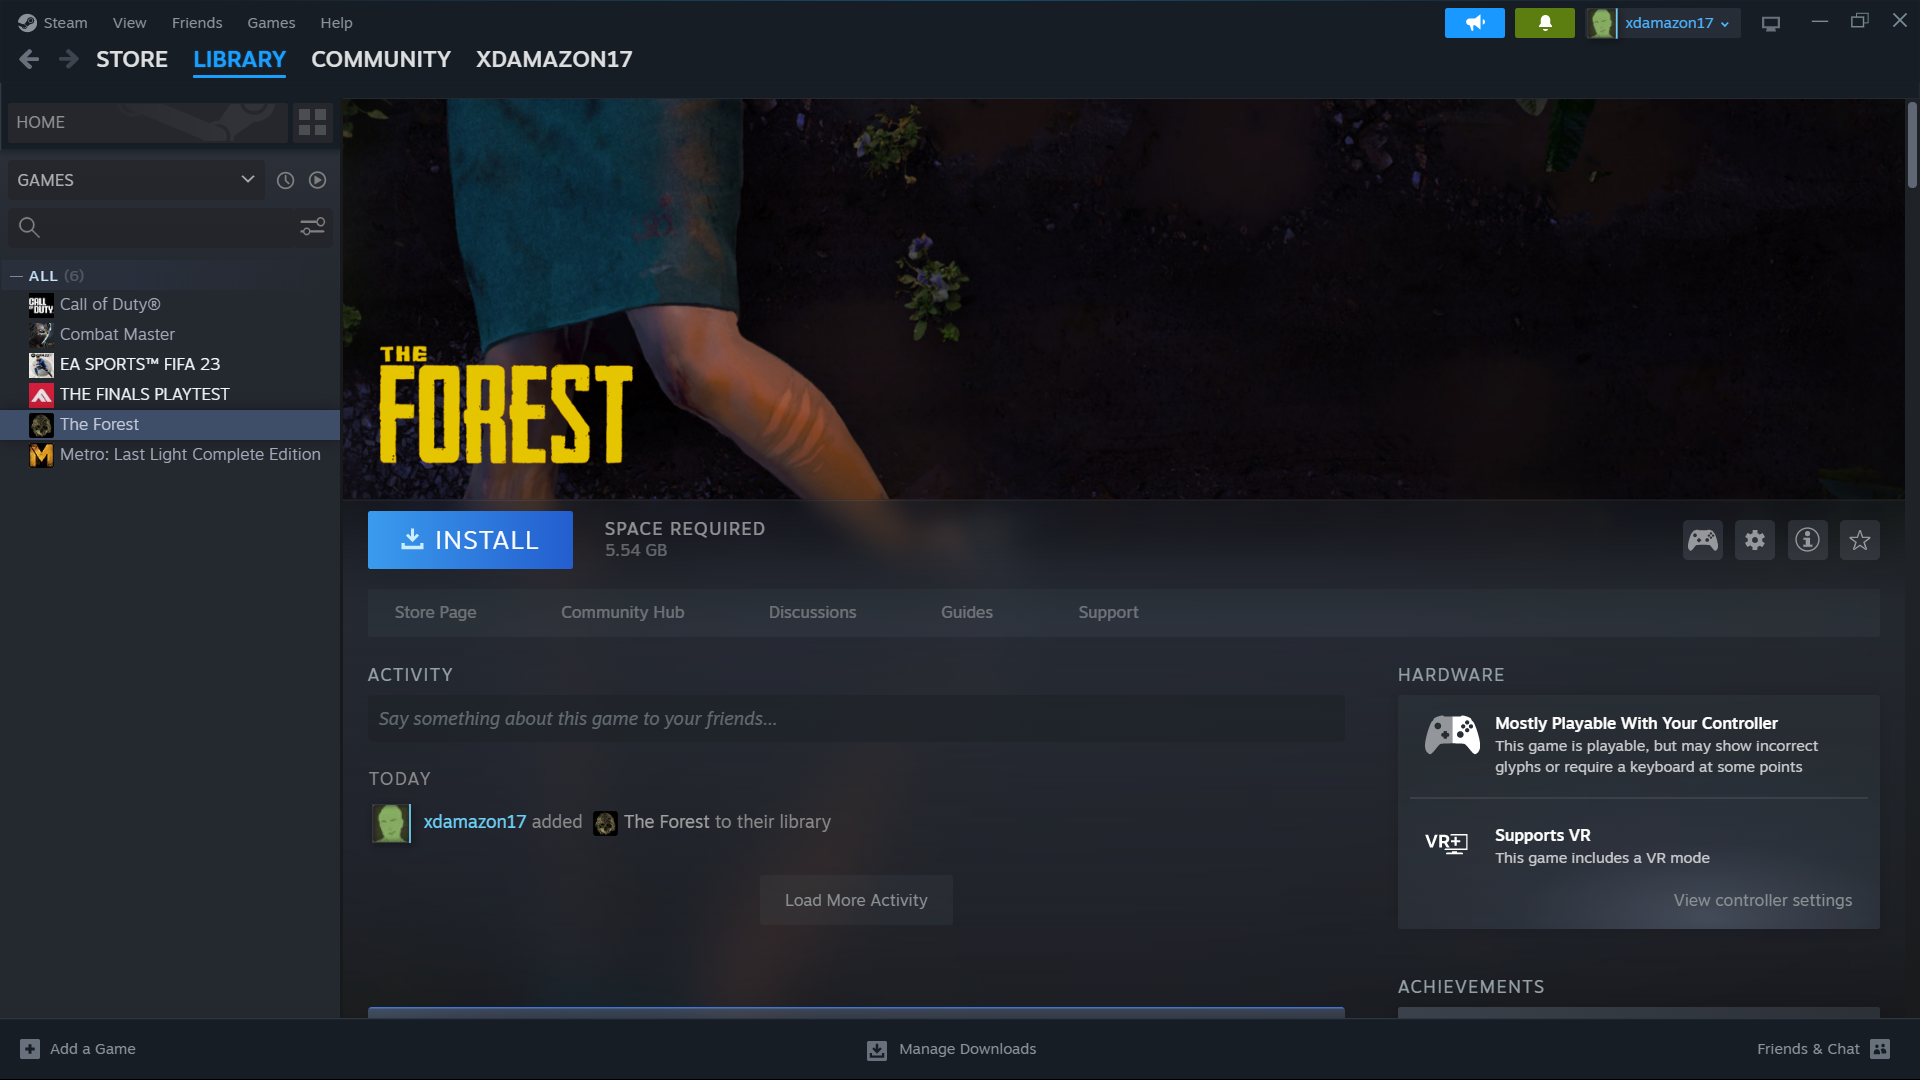 Steam View Friends Games Help
xdamazon17
STORE LIBRARY COMMUNITY XDAMAZON17
HOME
GAMES
— ALL (6)
Call of Duty®
Combat Master
EA SPORTS™ FIFA 23
THE FINALS PLAYTEST
The Forest
Metro: Last Light Complete Edition
THE
FOREST
INSTALL
SPACE REQUIRED
5.54 GB
Store Page Community Hub Discussions Guides Support
ACTIVITY
Say something about this game to your friends...
TODAY
xdamazon17 added The Forest to their library
Load More Activity
HARDWARE
Mostly Playable With Your Controller
This game is playable, but may show incorrect
glyphs or require a keyboard at some points
VR
Supports VR
This game includes a VR mode
View controller settings
ACHIEVEMENTS
Add a Game
Manage Downloads
Friends & Chat